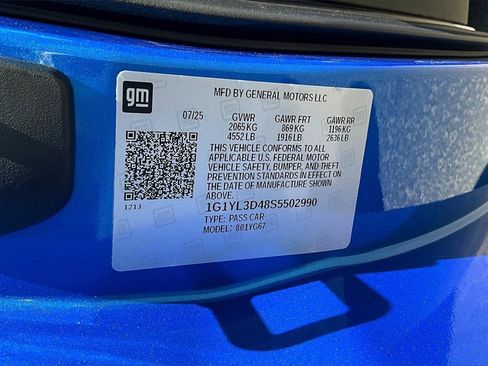 gm
MFD BY GENERAL MOTORS LLC
07/25 GVWR GAWR FRT GAWR RR
2065 KG 869 KG 1196 KG
4552 LB 1916 LB 2636 LB
THIS VEHICLE CONFORMS TO ALL
APPLICABLE U.S. FEDERAL MOTOR
VEHICLE SAFETY, BUMPER, AND THEFT
PREVENTION STANDARDS IN EFFECT ON
THE DATE OF MANUFACTURE SHOWN
ABOVE.
121J
1G1YL3D48S5502990
TYPE: PASS CAR
MODEL: 801YG67